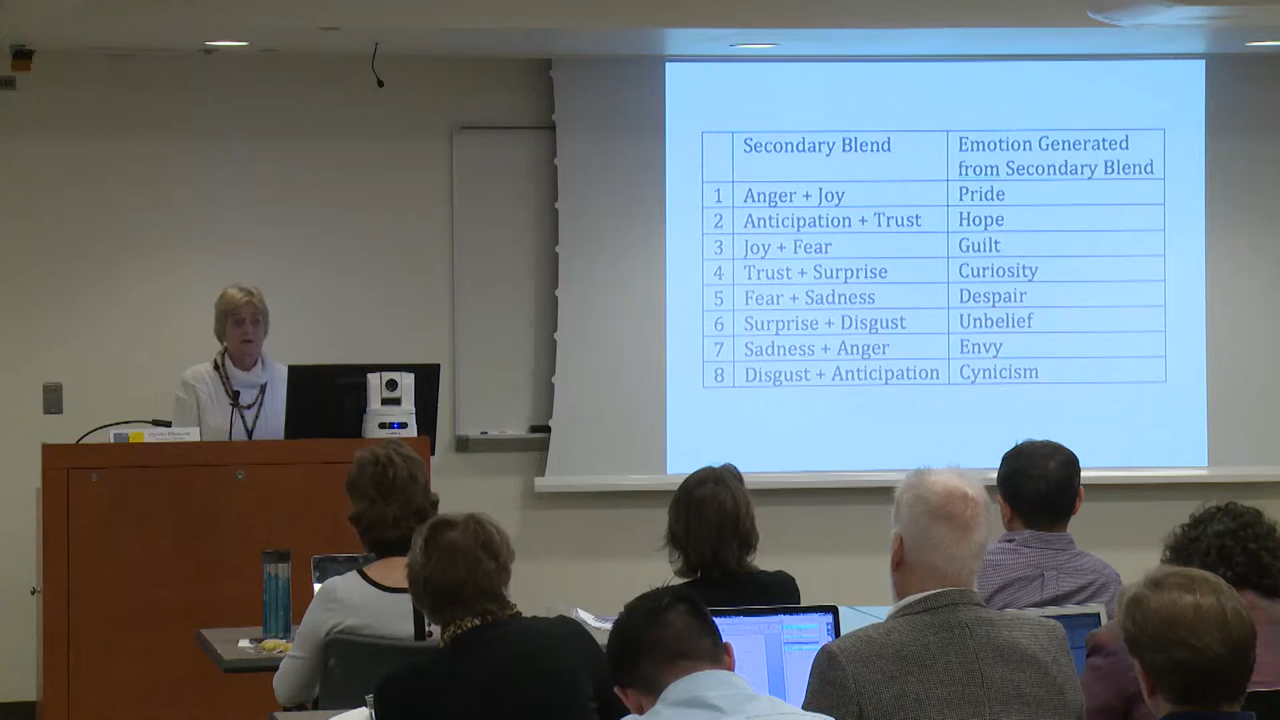 Secondary Blend
Emotion Generated
from Secondary Blend
1 Anger + Joy Pride
2 Anticipation + Trust Hope
3 Joy + Fear Guilt
4 Trust + Surprise Curiosity
5 Fear + Sadness Despair
6 Surprise + Disgust Unbelief
7 Sadness + Anger Envy
8 Disgust + Anticipation Cynicism